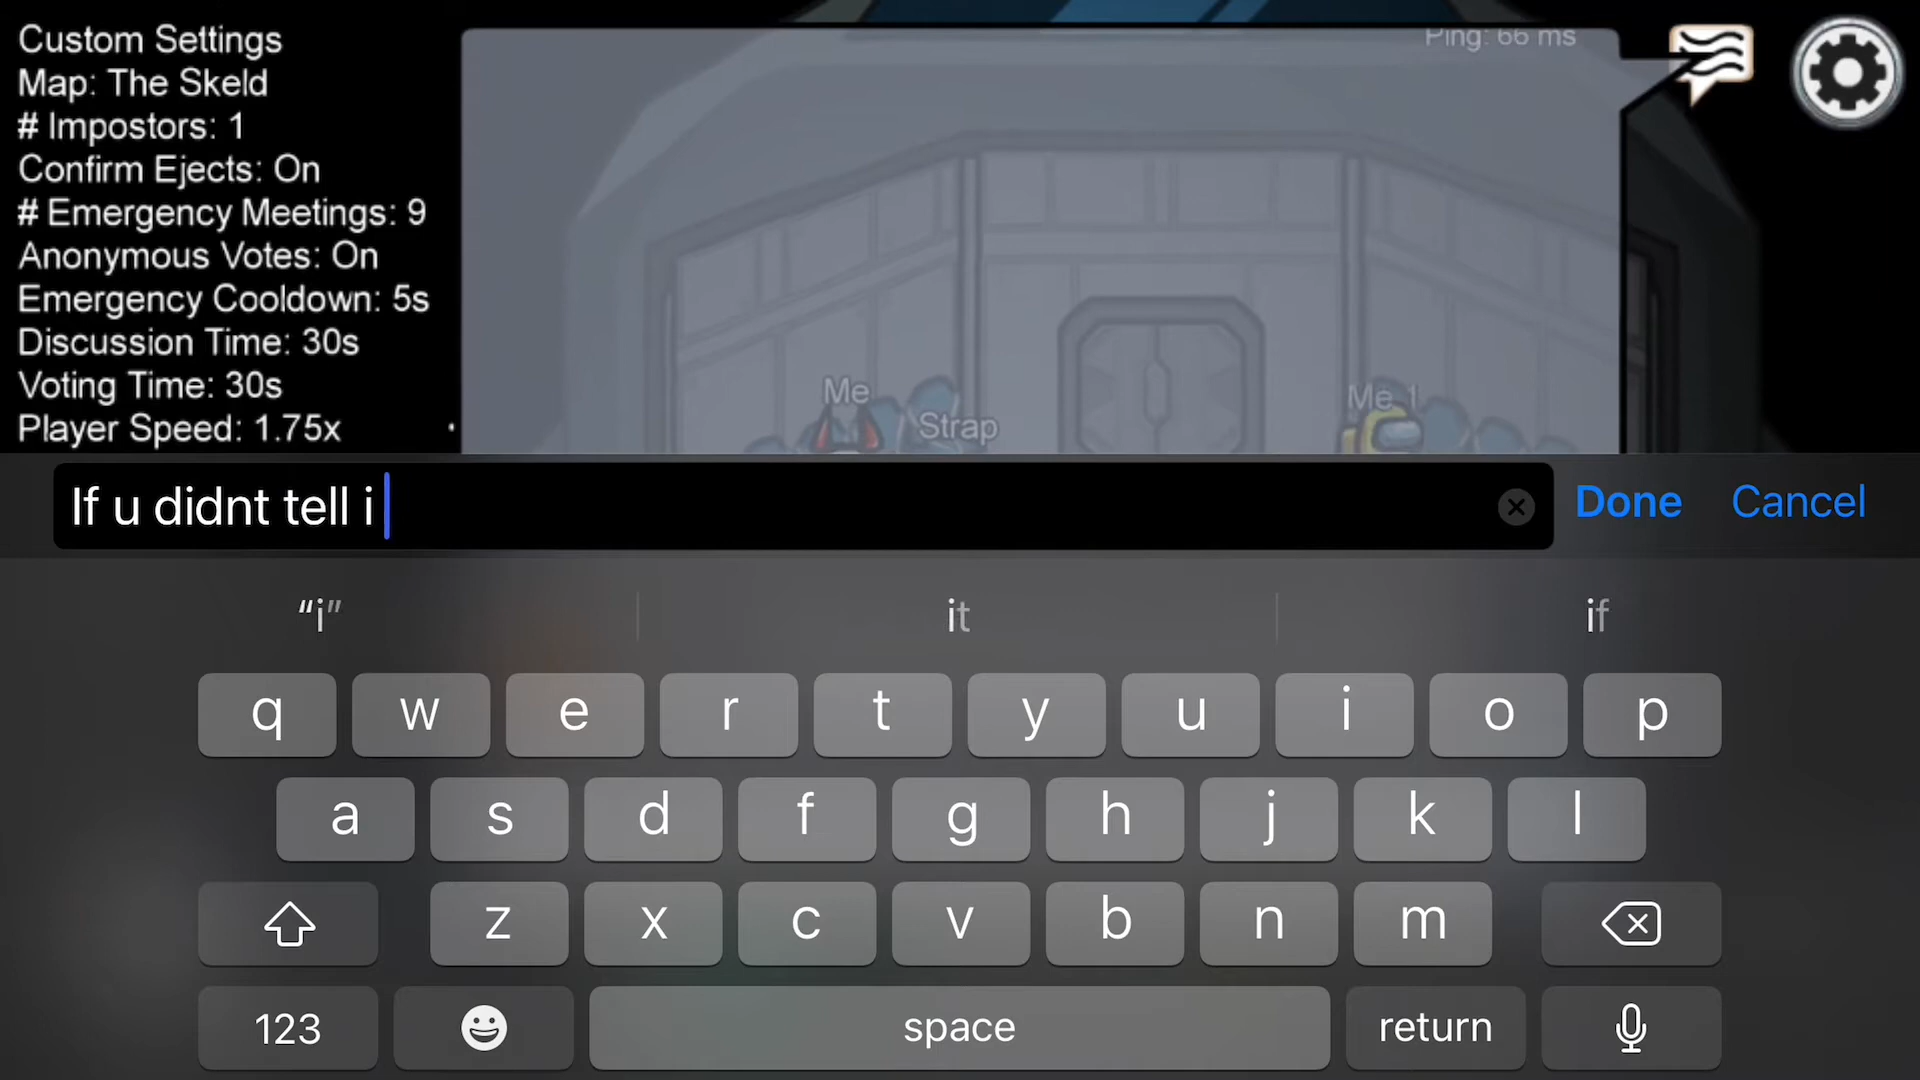 Custom Settings
Map: The Skeld
# Impostors: 1
Confirm Ejects: On
# Emergency Meetings: 9
Anonymous Votes: On
Emergency Cooldown: 5s
Discussion Time: 30s
Voting Time: 30s
Player Speed: 1.75x
Ping: 66 ms
Me
Strap
Me 1
If u didnt tell i
Done
Cancel
“i”
it
if
q w e r t y u i o p
a s d f g h j k l
z x c v b n m
123
space
return